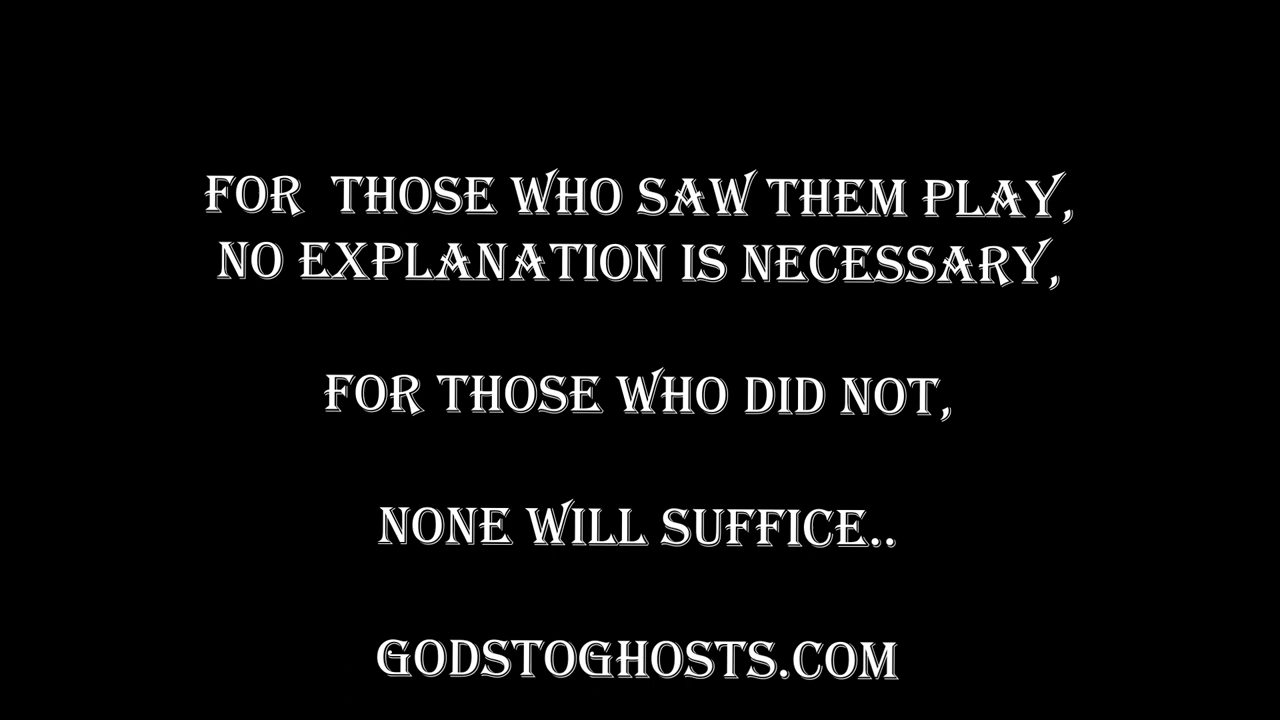 FOR THOSE WHO SAW THEM PLAY,
NO EXPLANATION IS NECESSARY,
FOR THOSE WHO DID NOT,
NONE WILL SUFFICE..
GODSTOGHOSTS.COM